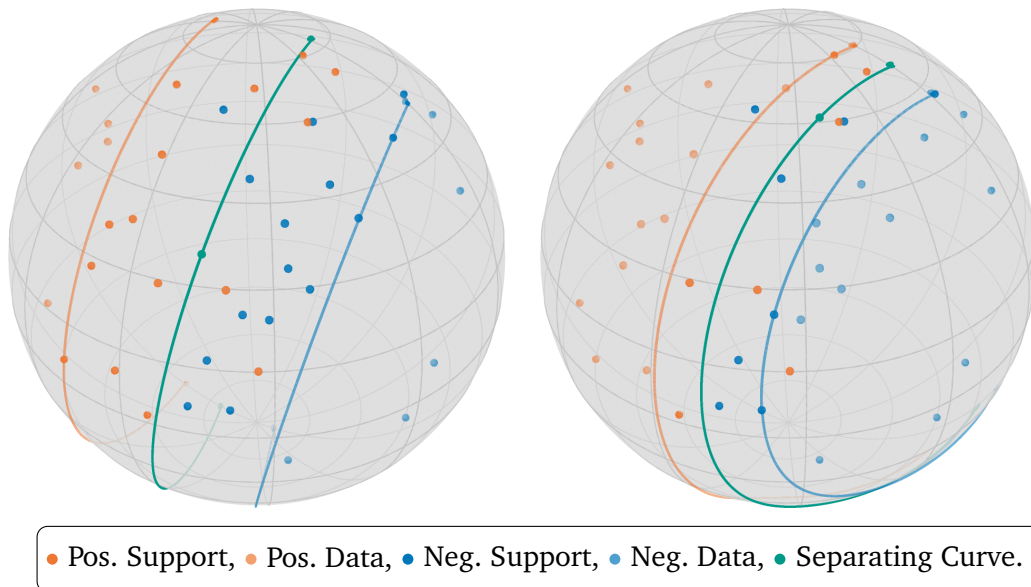 Pos. Support, Pos. Data, Neg. Support, Neg. Data, Separating Curve.